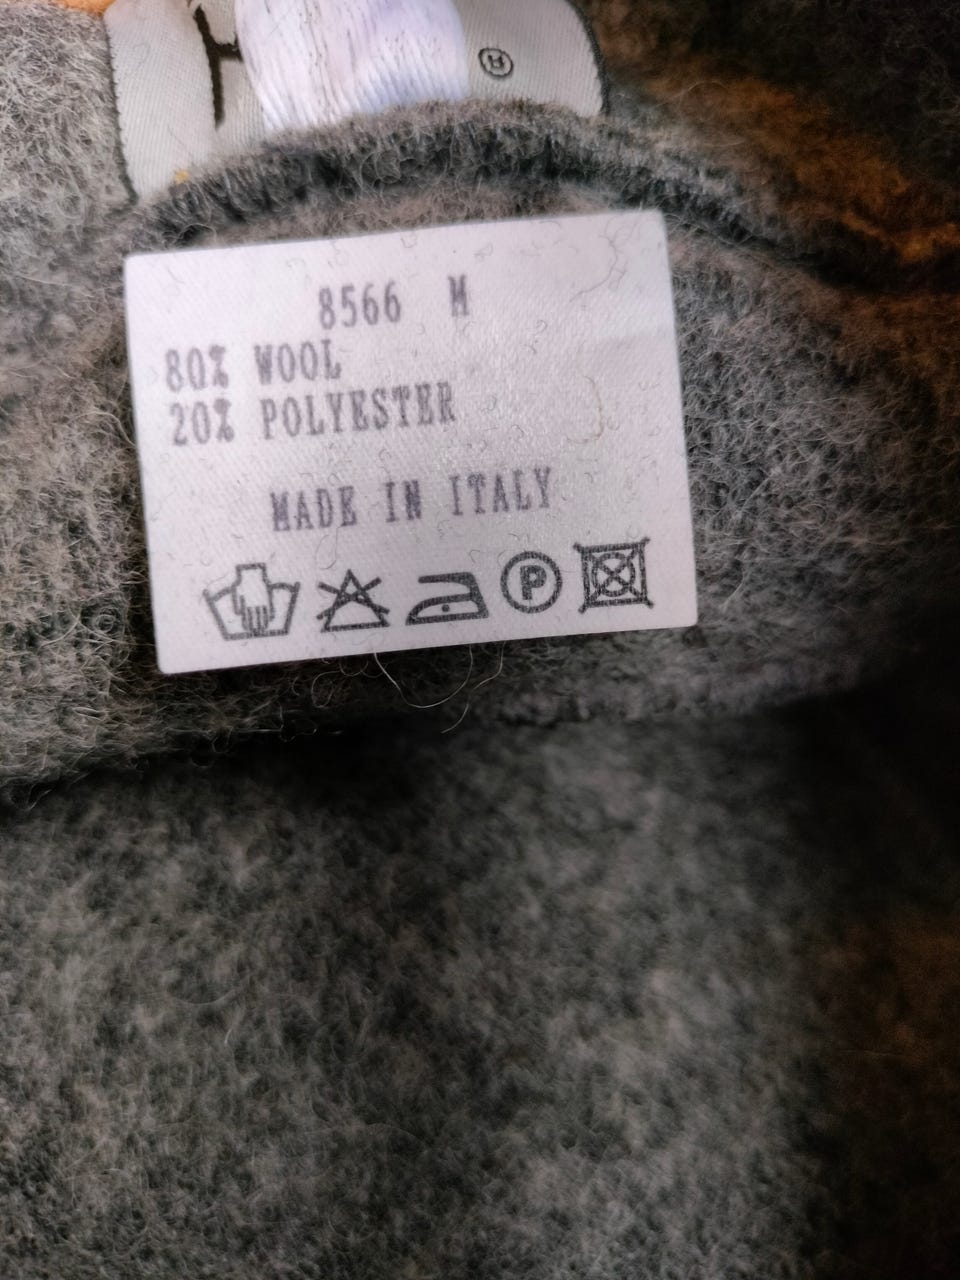 ®
8566 M
80% WOOL
20% POLYESTER
MADE IN ITALY
P